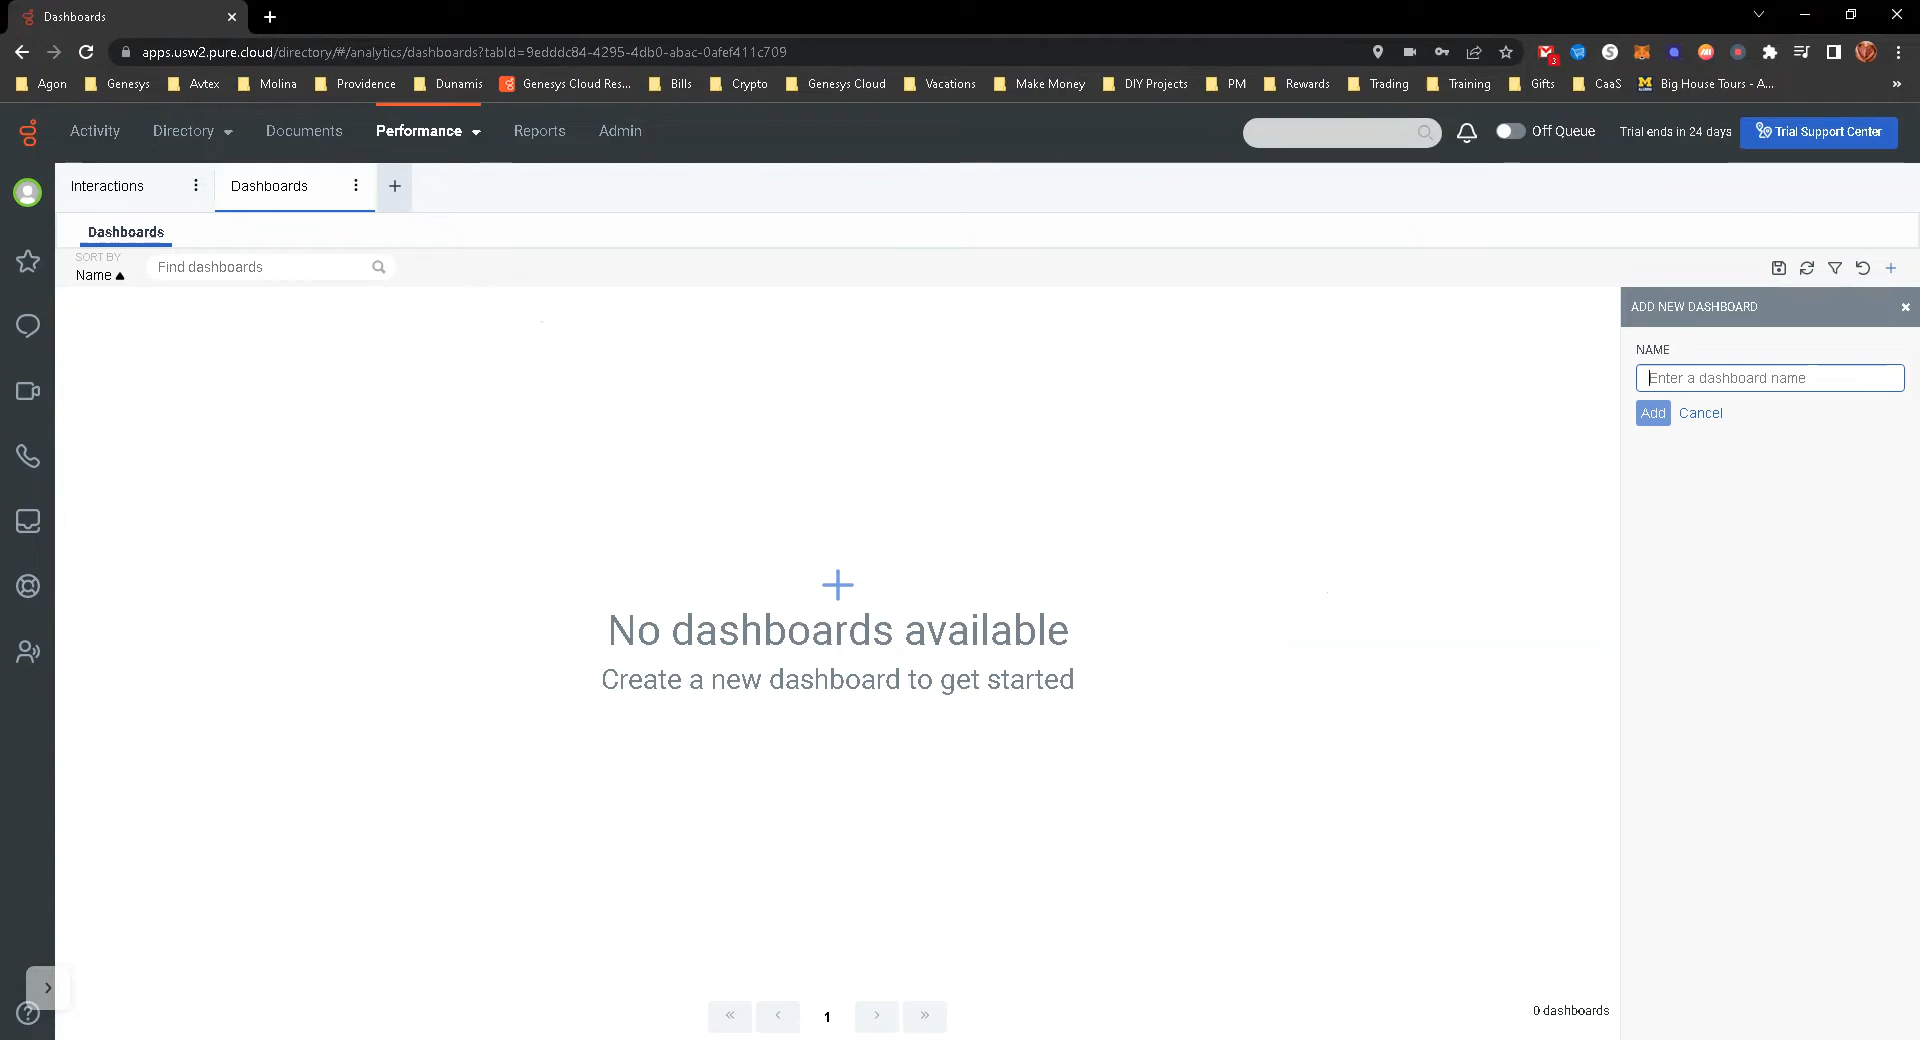 Dashboards
apps.usw2.pure.cloud/directory/#/analytics/dashboards?tabId=9edddc84-4295-4db0-abac-0afef411c709
3
Agon Genesys Avtex Molina Providence Dunamis Genesys Cloud Res... Bills Crypto Genesys Cloud Vacations Make Money DIY Projects PM Rewards Trading Training Gifts CaaS Big House Tours - A... »
Activity Directory Documents Performance Reports Admin Off Queue Trial ends in 24 days Trial Support Center
Interactions Dashboards
Dashboards
SORT BY
Name Find dashboards
ADD NEW DASHBOARD
NAME
Enter a dashboard name
Add Cancel
No dashboards available
Create a new dashboard to get started
« ‹ 1 › »
0 dashboards